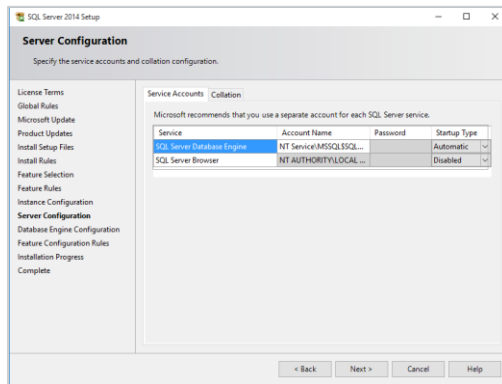 SQL Server 2014 Setup
Server Configuration
Specify the service accounts and collation configuration.
License Terms
Global Rules
Microsoft Update
Product Updates
Install Setup Files
Install Rules
Feature Selection
Feature Rules
Instance Configuration
Server Configuration
Database Engine Configuration
Feature Configuration Rules
Installation Progress
Complete
Service Accounts Collation
Microsoft recommends that you use a separate account for each SQL Server service.
Service Account Name Password Startup Type
SQL Server Database Engine NT Service\MSSQL$SQL... Automatic
SQL Server Browser NT AUTHORITY\LOCAL ... Disabled
< Back Next > Cancel Help